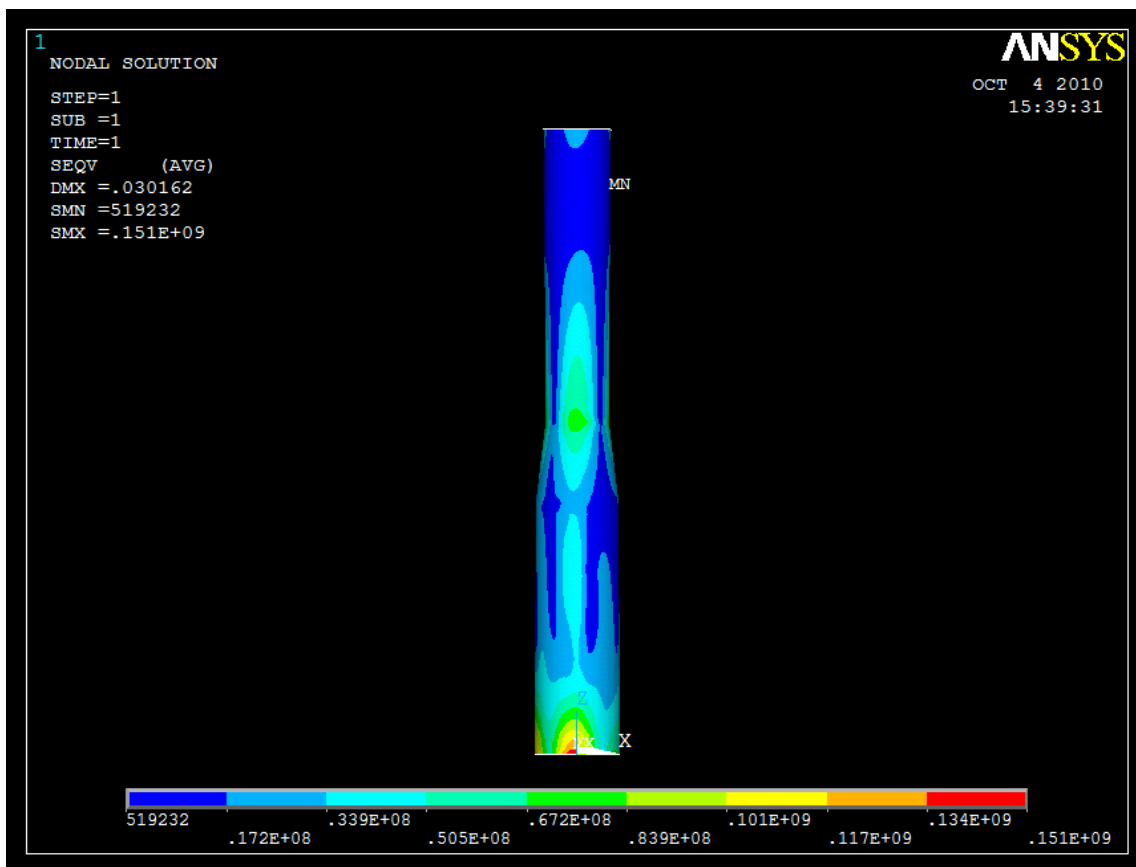 1
NODAL SOLUTION
STEP=1
SUB =1
TIME=1
SEQV (AVG)
DMX =.030162
SMN =519232
SMX =.151E+09
ANSYS
OCT 4 2010
15:39:31
MN
Z
X
519232 .339E+08 .672E+08 .101E+09 .134E+09
.172E+08 .505E+08 .839E+08 .117E+09 .151E+09